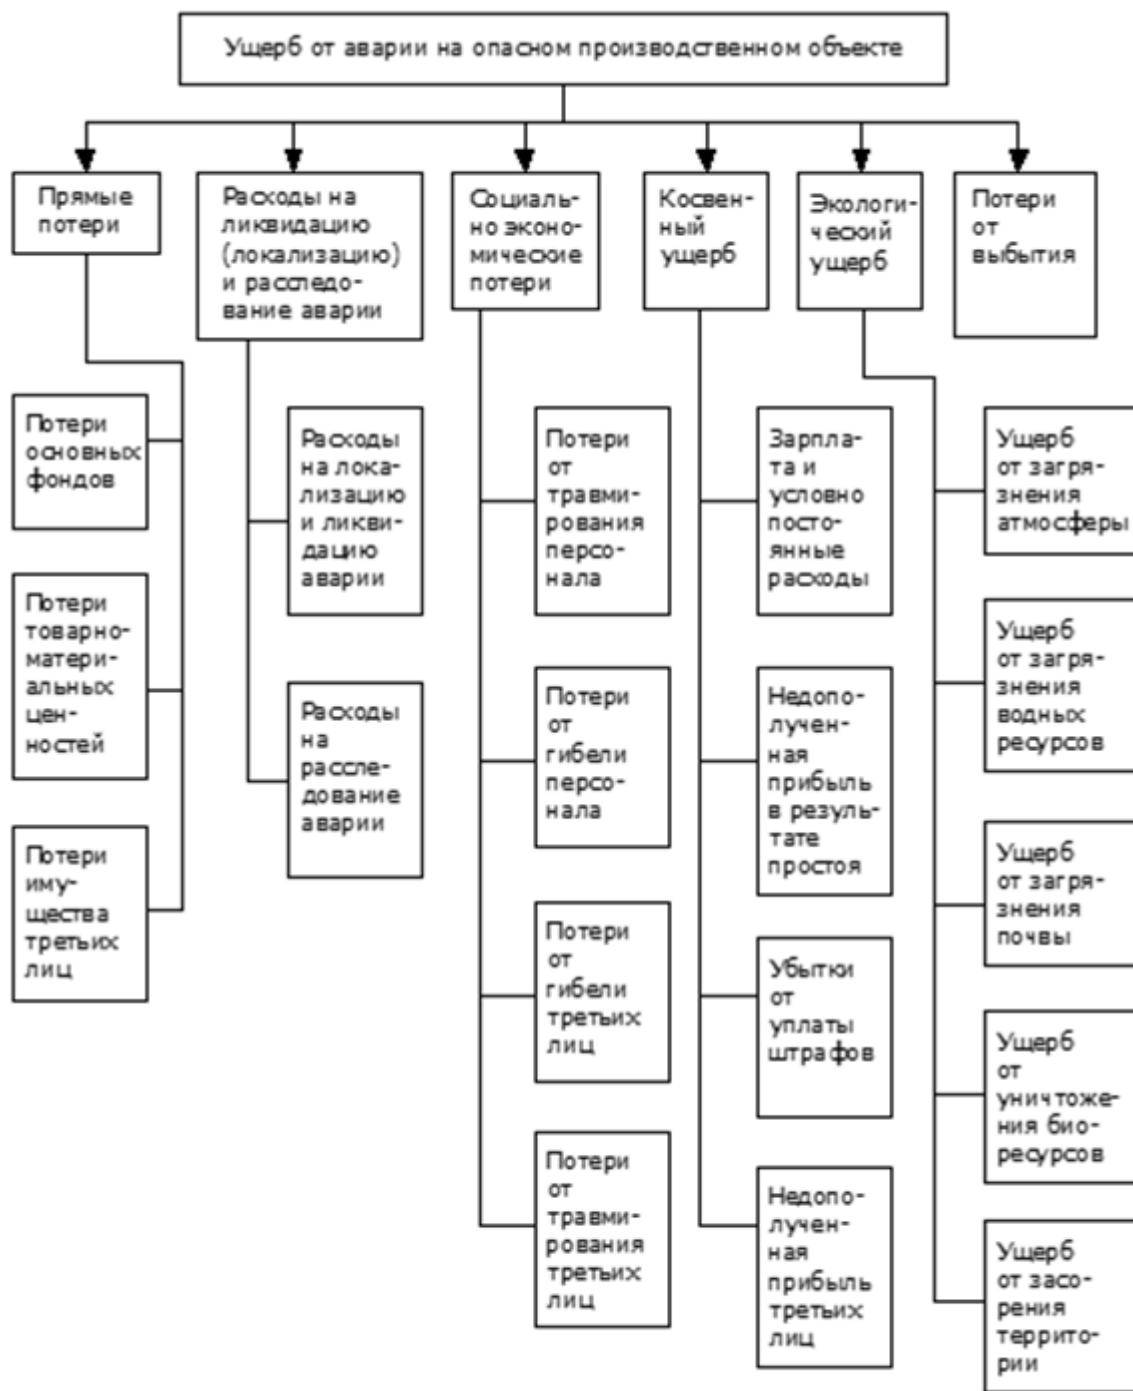 Ущерб от аварии на опасном производственном объекте
Прямые
потери
Расходы на
ликвидацию
(локализацию)
и расследо-
вание аварии
Социаль-
но эконо-
мические
потери
Косвен-
ный
ущерб
Экологи-
ческий
ущерб
Потери
от
выбытия
Потери
основных
фондов
Потери
товарно-
матери-
альных
цен-
ностей
Потери
иму-
щества
третьих
лиц
Расходы
на лока-
лизацию
и ликви-
дацию
аварии
Расходы
на
рассле-
дование
аварии
Потери
от
травми-
рования
персо-
нала
Потери
от
гибели
персо-
нала
Потери
от
гибели
третьих
лиц
Потери
от
травми-
рования
третьих
лиц
Зарпла-
та и
условно
посто-
янные
расходы
Недопо-
лучен-
ная
прибыль
в резуль-
тате
простоя
Убытки
от
уплаты
штрафов
Недопо-
лучен-
ная
прибыль
третьих
лиц
Ущерб
от загря-
знения
атмосферы
Ущерб
от загря-
знения
водных
ресурсов
Ущерб
от загря-
знения
почвы
Ущерб
от
уничтоже-
ния био-
ресурсов
Ущерб
от засо-
рения
террито-
рии